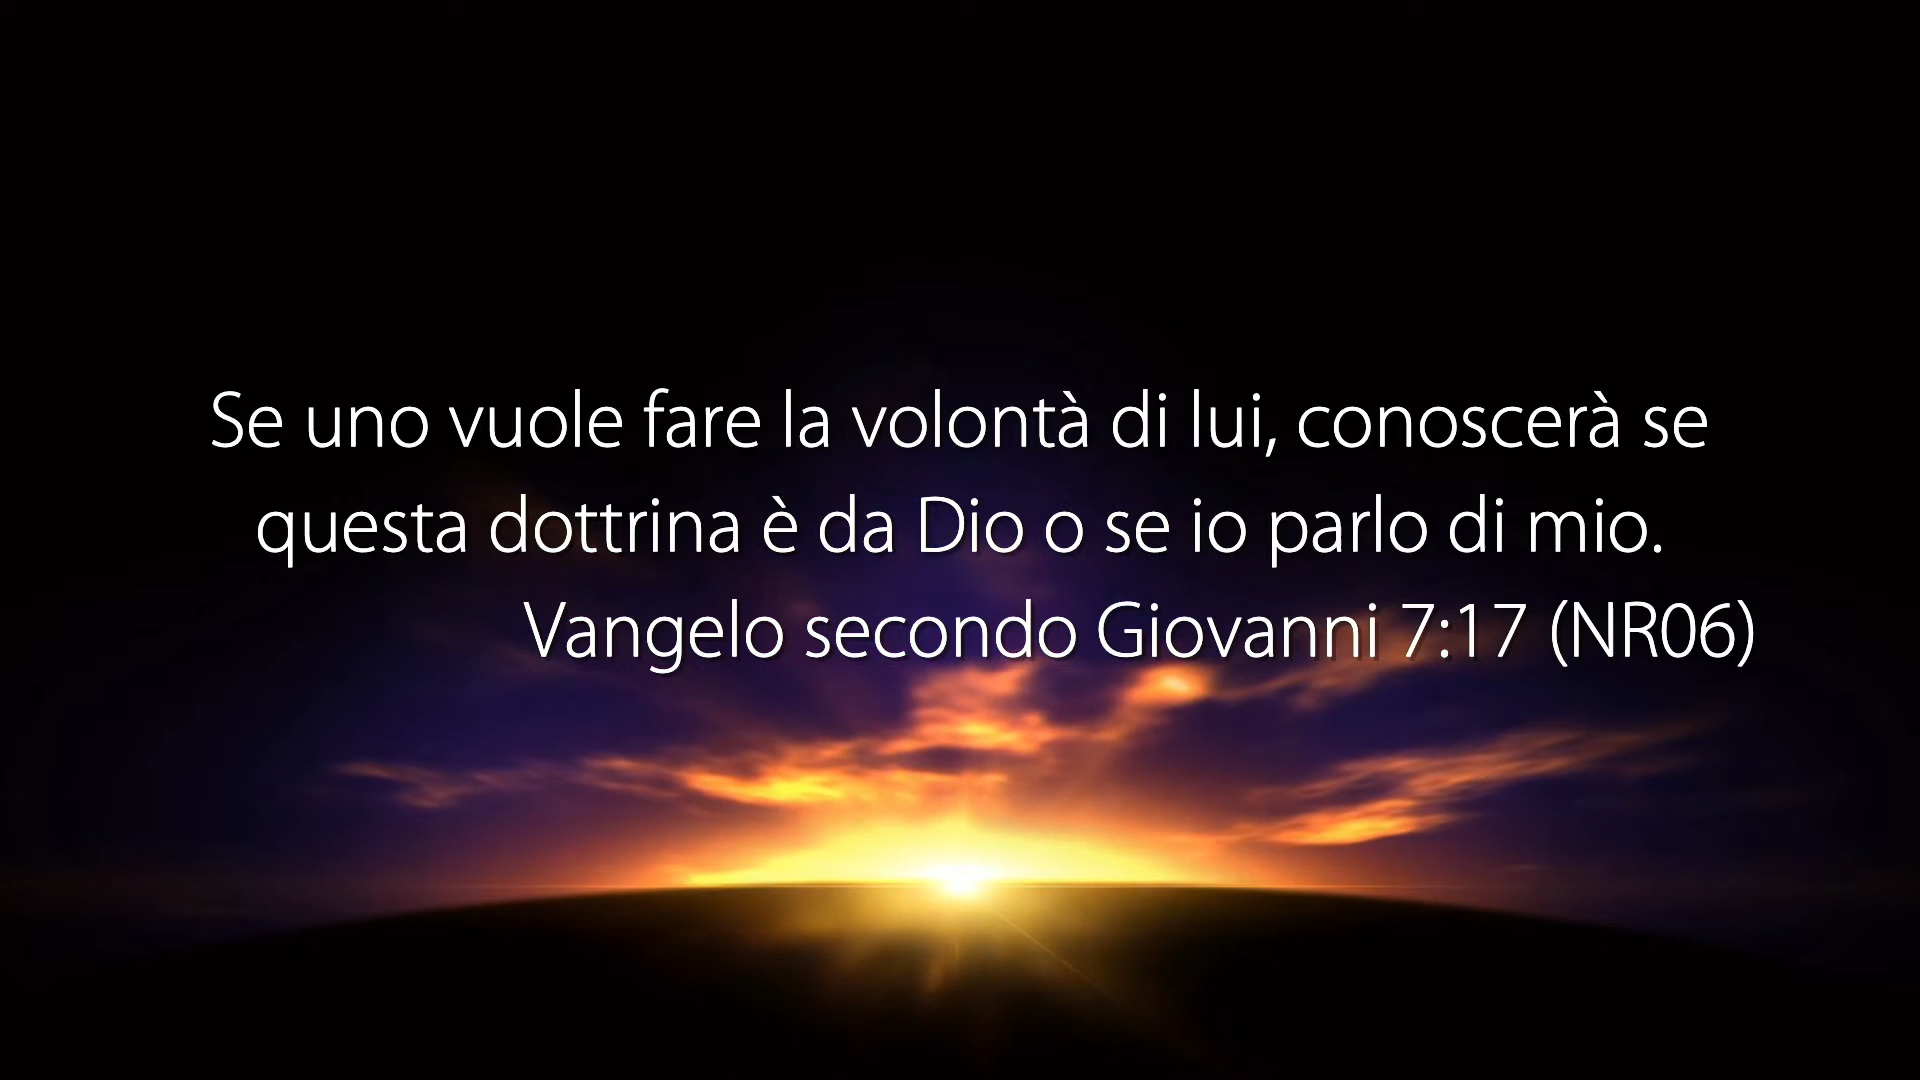 Se uno vuole fare la volontà di lui, conoscerà se
questa dottrina è da Dio o se io parlo di mio.
Vangelo secondo Giovanni 7:17 (NR06)